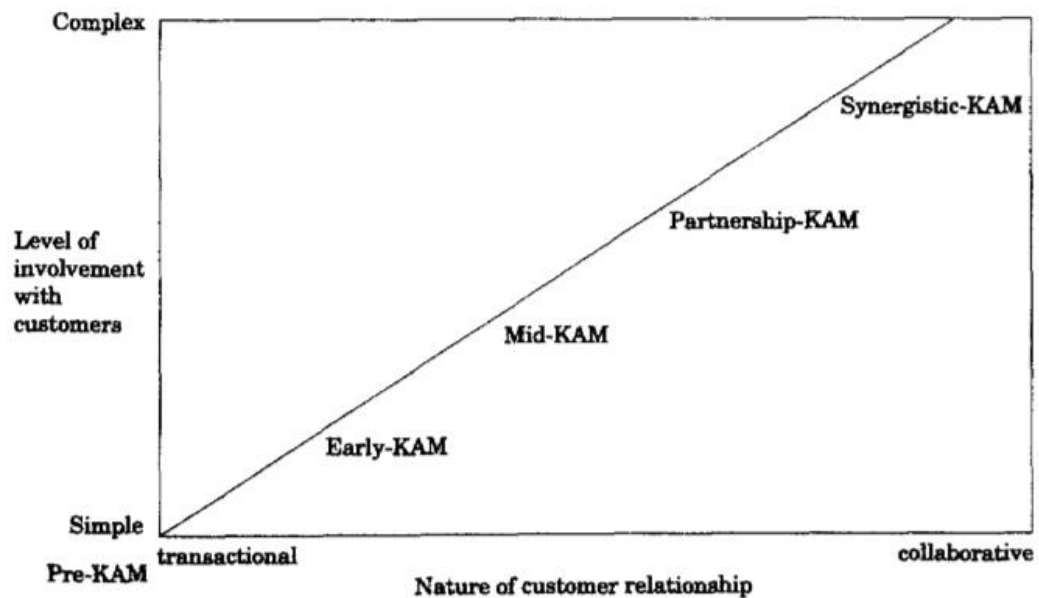 Complex
Synergistic-KAM
Partnership-KAM
Level of
involvement
with
customers
Mid-KAM
Early-KAM
Simple
transactional
collaborative
Pre-KAM
Nature of customer relationship